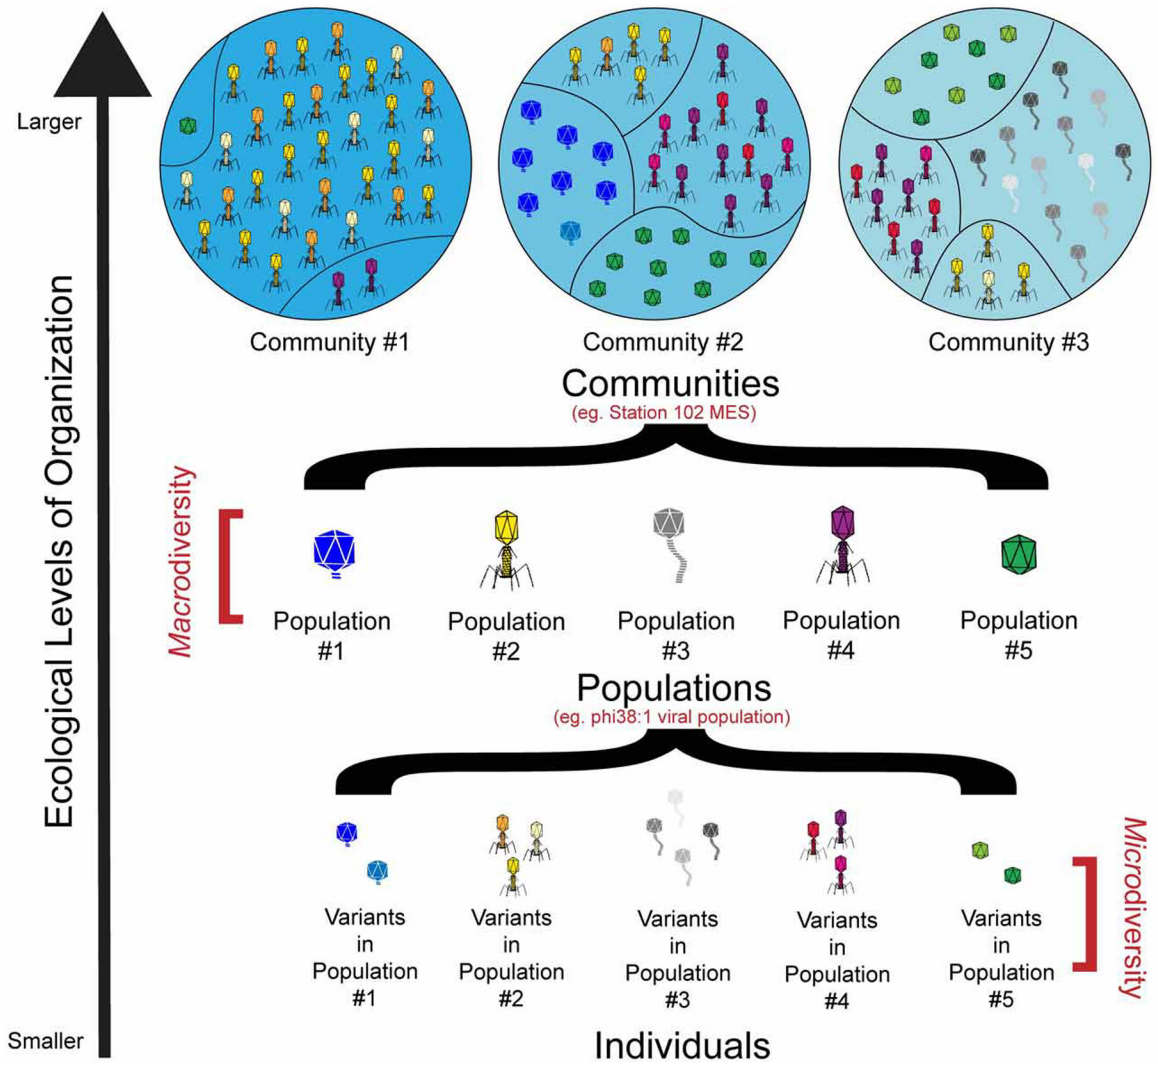 Larger
Ecological Levels of Organization
Smaller
Community #1
Community #2
Community #3
Communities
(eg. Station 102 MES)
Macrodiversity
Population
#1
Population
#2
Population
#3
Population
#4
Population
#5
Populations
(eg. phi38:1 viral population)
Variants
in
Population
#1
Variants
in
Population
#2
Variants
in
Population
#3
Variants
in
Population
#4
Variants
in
Population
#5
Microdiversity
Individuals